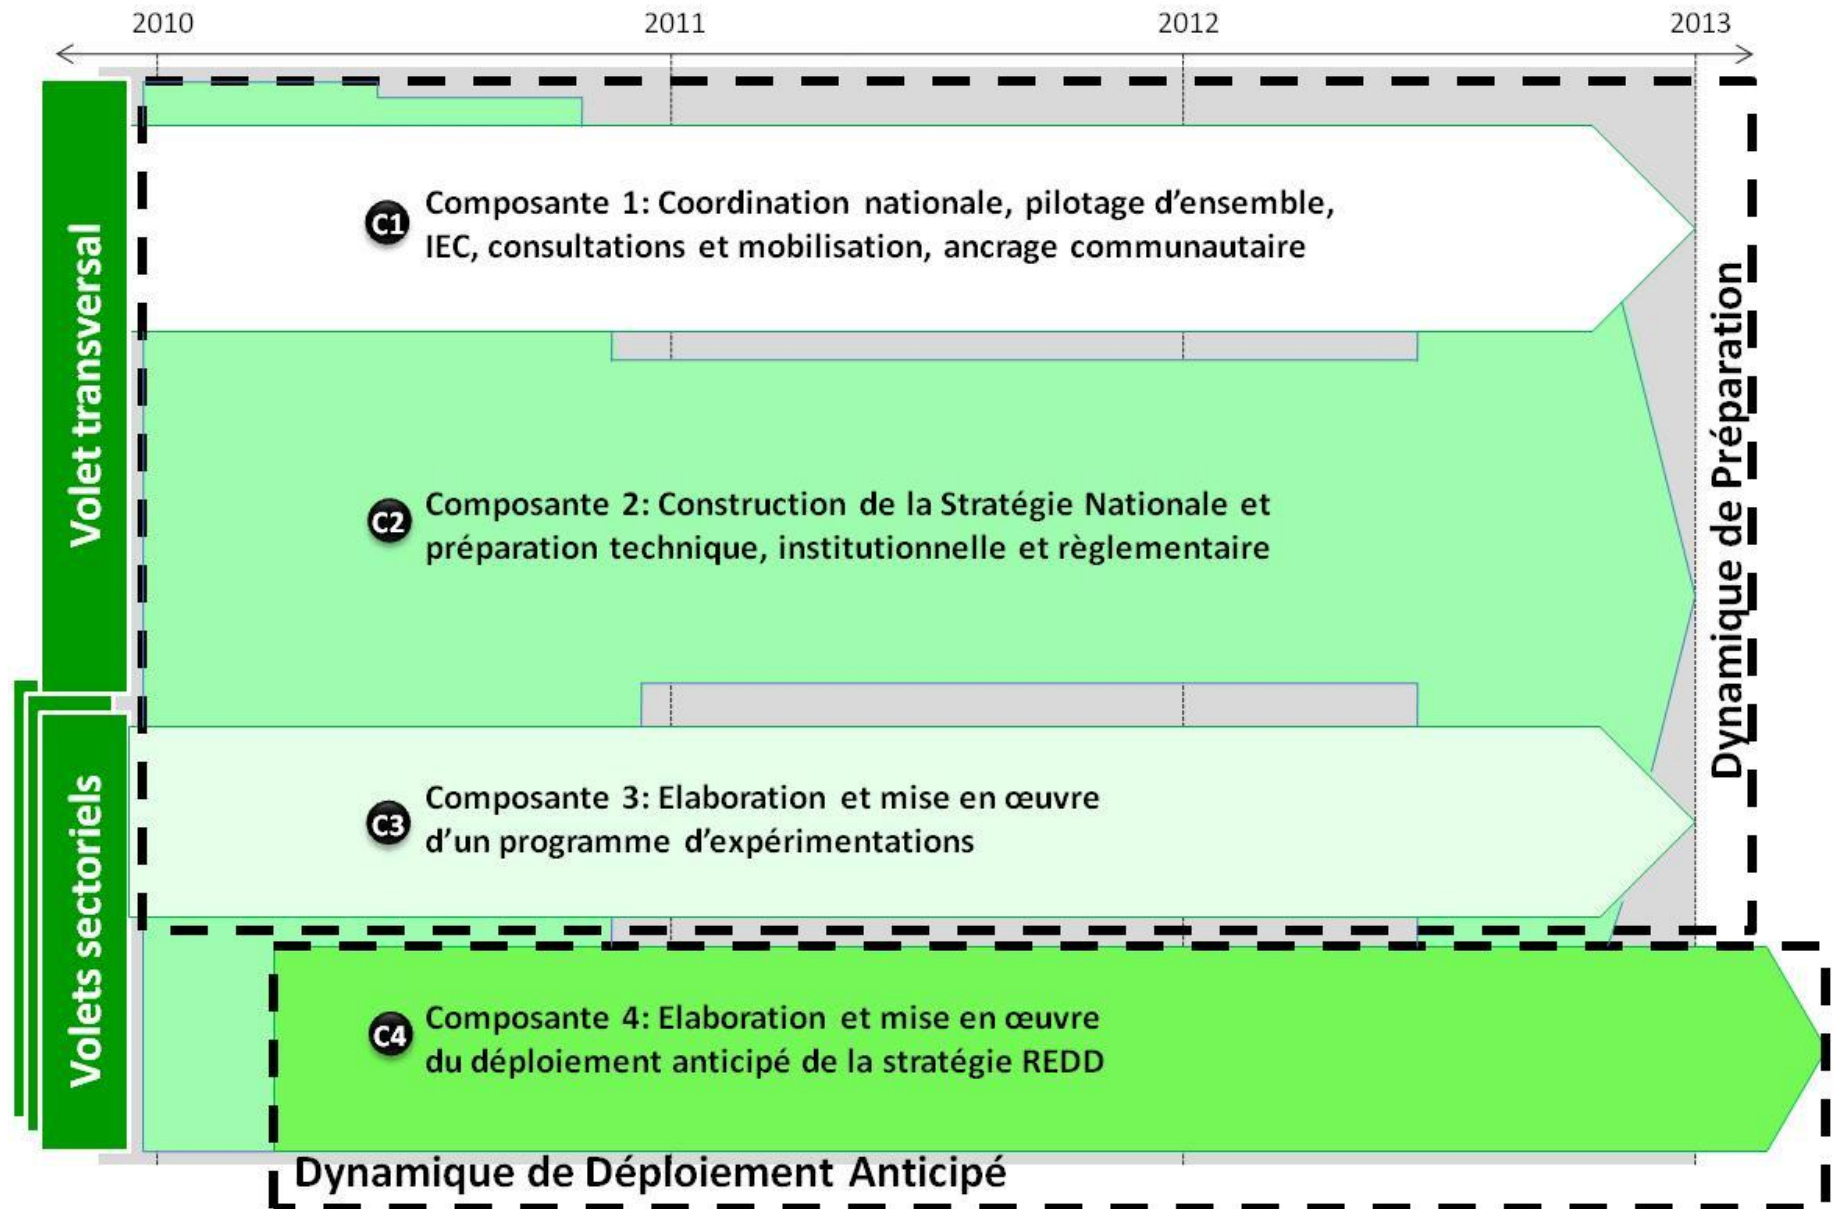 2010 2011 2012 2013
Volet transversal
C1
Composante 1: Coordination nationale, pilotage d’ensemble,
IEC, consultations et mobilisation, ancrage communautaire
C2
Composante 2: Construction de la Stratégie Nationale et
préparation technique, institutionnelle et règlementaire
Dynamique de Préparation
Volets sectoriels
C3
Composante 3: Elaboration et mise en œuvre
d’un programme d’expérimentations
C4
Composante 4: Elaboration et mise en œuvre
du déploiement anticipé de la stratégie REDD
Dynamique de Déploiement Anticipé